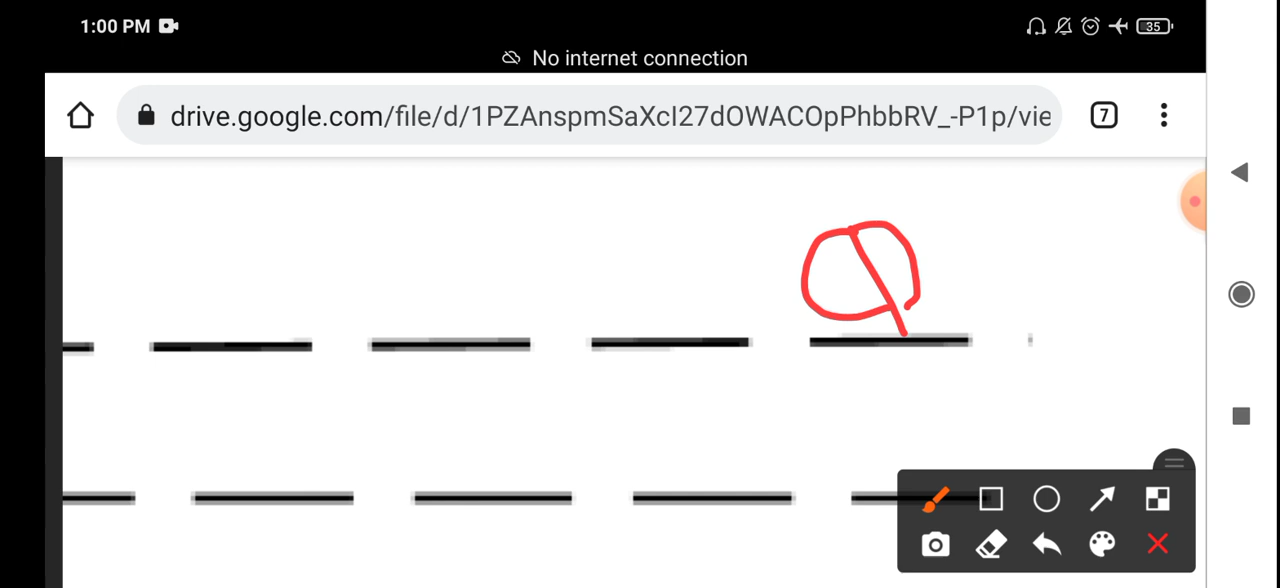 1:00 PM 35
No internet connection
drive.google.com/file/d/1PZAnspmSaXcI27dOWACOpPhbbRV_-P1p/vie 7